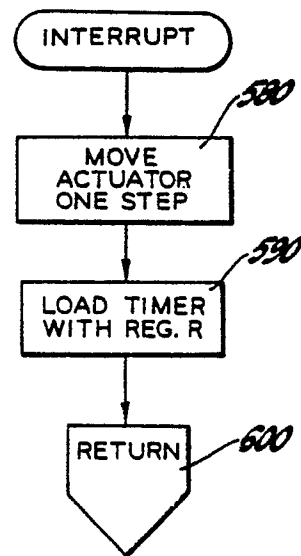 INTERRUPT
580
MOVE
ACTUATOR
ONE STEP
590
LOAD TIMER
WITH REG. R
RETURN
600